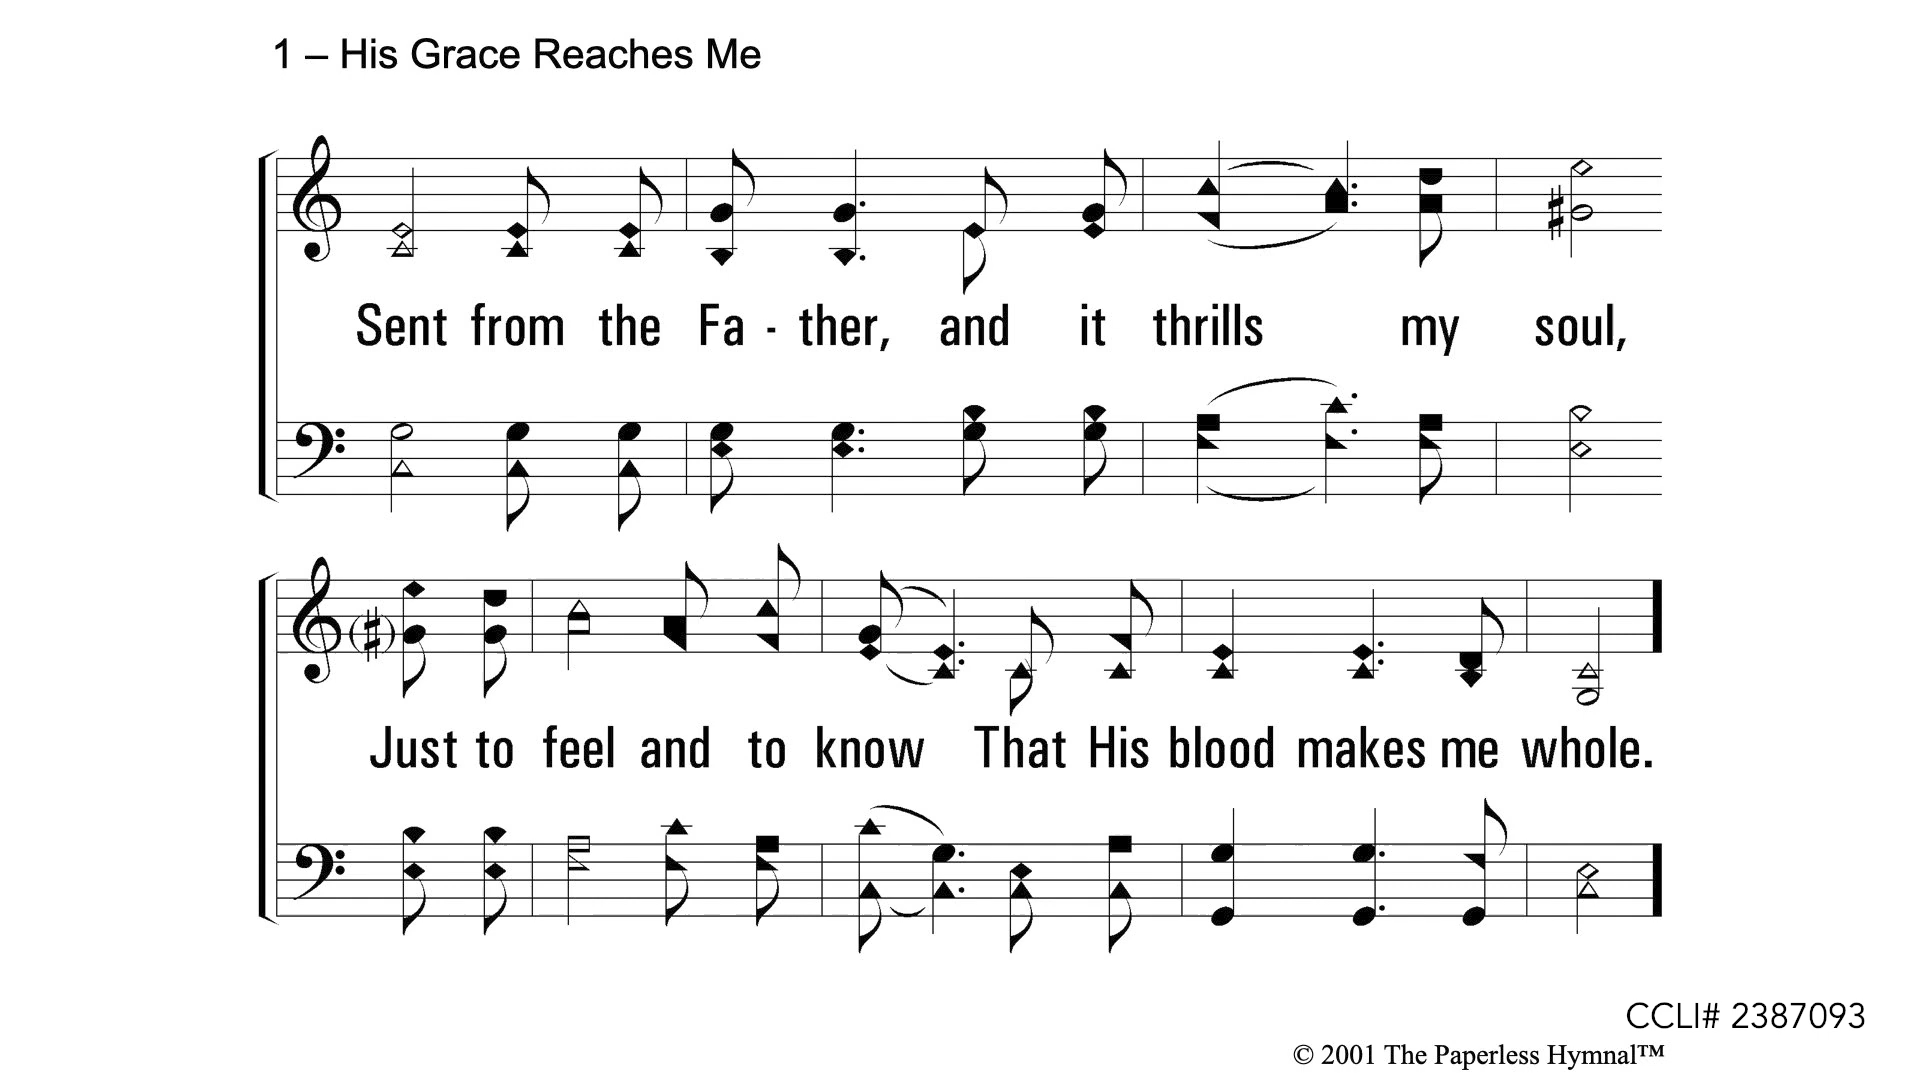 1 – His Grace Reaches Me
Sent from the Fa - ther, and it thrills my soul,
Just to feel and to know That His blood makes me whole.
CCLI# 2387093
© 2001 The Paperless Hymnal™